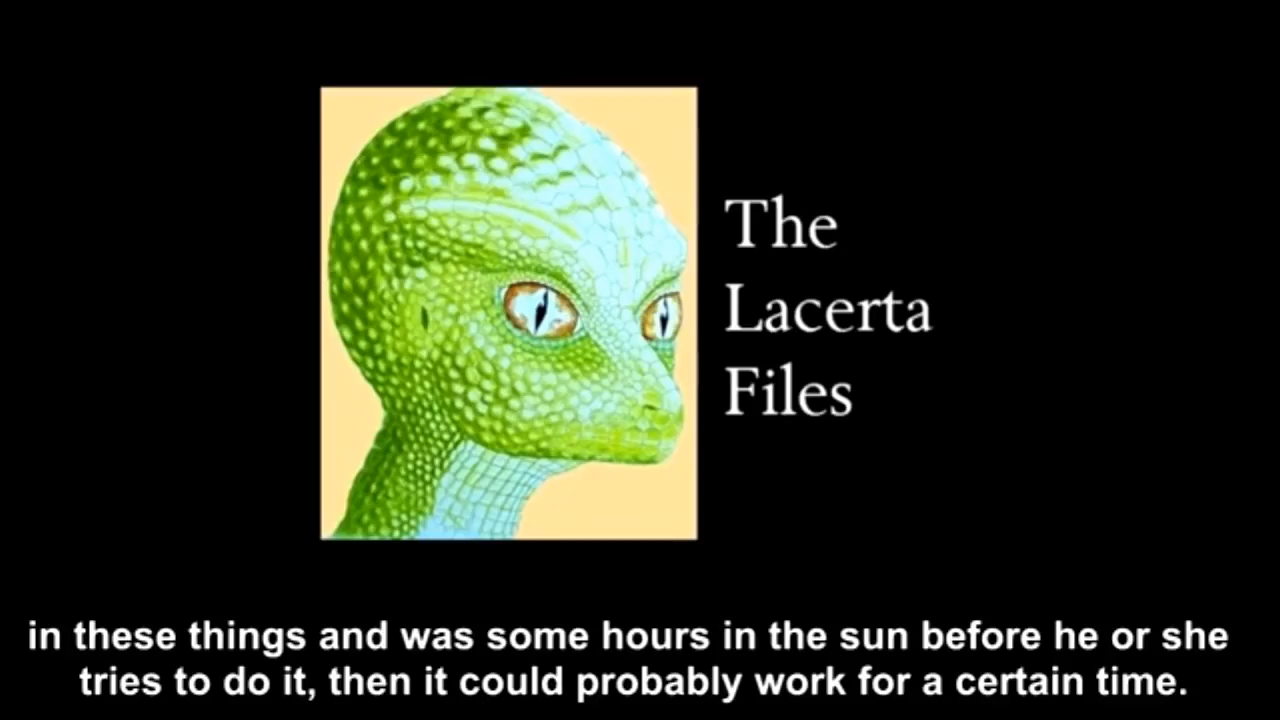 The
Lacerta
Files
in these things and was some hours in the sun before he or she
tries to do it, then it could probably work for a certain time.